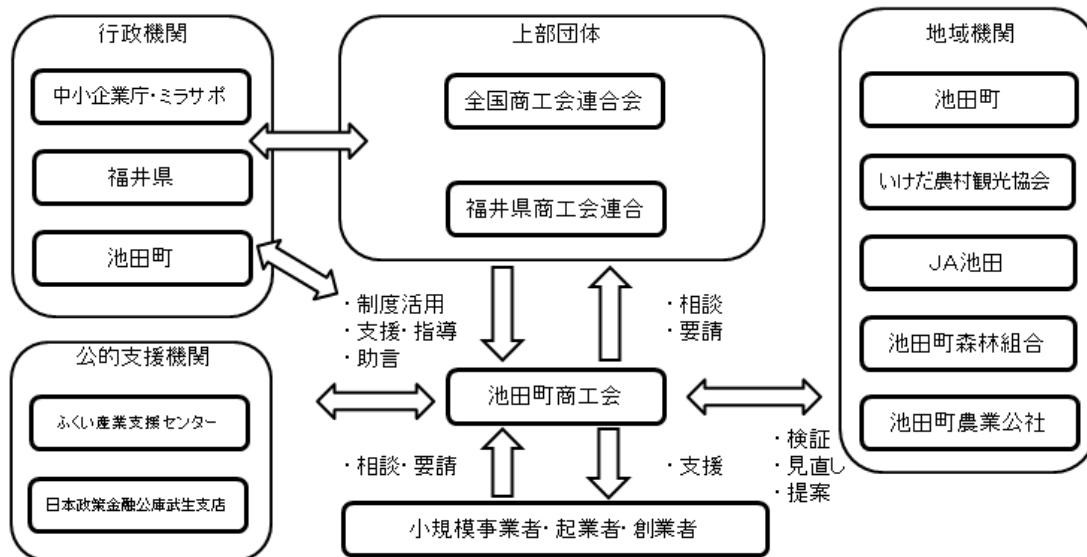 行政機関
中小企業庁・ミラサポ
福井県
池田町
上部団体
全国商工会連合会
福井県商工会連合
地域機関
池田町
いけだ農村観光協会
JA池田
池田町森林組合
池田町農業公社
・制度活用
・支援・指導
・助言
・相談
・要請
公的支援機関
ふくい産業支援センター
日本政策金融公庫武生支店
池田町商工会
・相談・要請
・支援
・検証
・見直し
・提案
小規模事業者・起業者・創業者